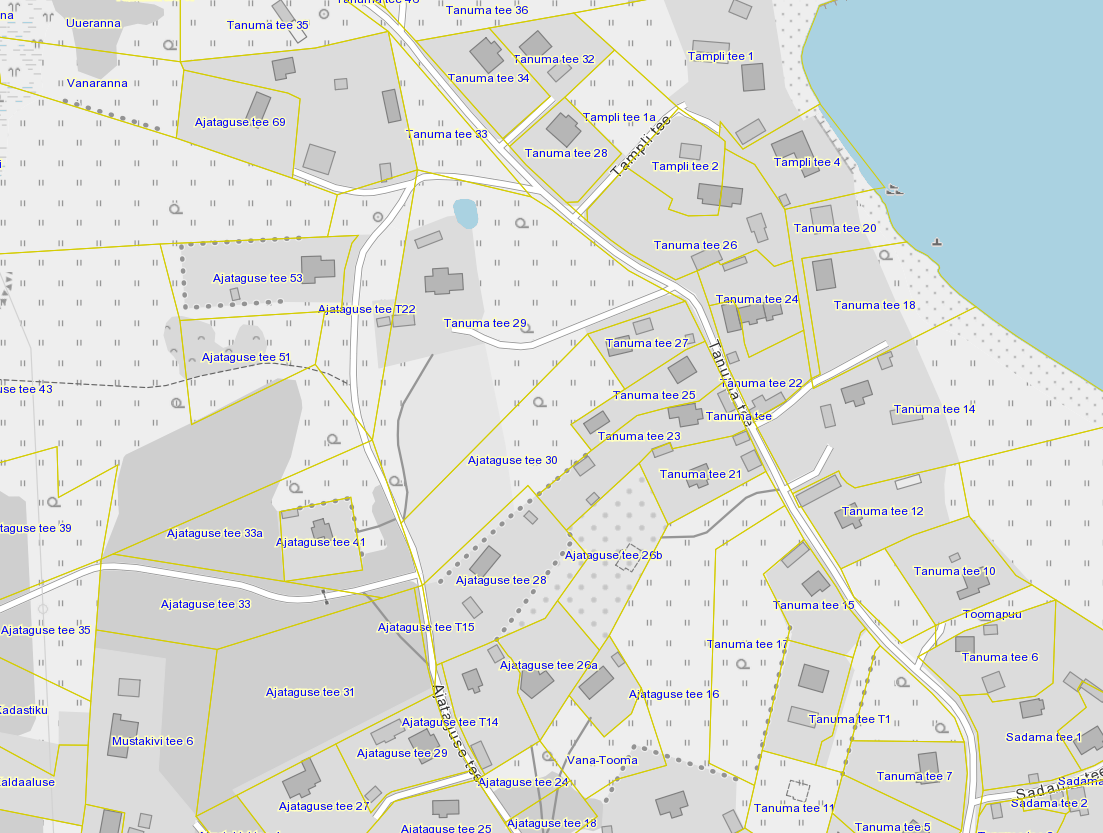 Tanuma tee 36
Uueranna
Tanuma tee 35
Tanuma tee 32
Tampli tee 1
Tanuma tee 34
Vanaranna
Tampli tee 1a
Ajataguse tee 69
Tanuma tee 33
Tanuma tee 28
Tampli tee
Tampli tee 2
Tampli tee 4
Tanuma tee 20
Tanuma tee 26
Ajataguse tee 53
Tanuma tee 24
Tanuma tee 18
Ajataguse tee T22
Tanuma tee 29
Tanuma tee 27
Ajataguse tee 51
Tanuma tee
Tanuma tee 22
Tanuma tee 25
Tanuma tee 14
Tanuma tee
Tanuma tee 23
Ajataguse tee 30
Tanuma tee 21
Tanuma tee 12
Ajataguse tee 33a
Ajataguse tee 41
Ajataguse tee 26b
Tanuma tee 10
Ajataguse tee 28
Ajataguse tee 33
Tanuma tee 15
Toomapuu
Ajataguse tee T15
Ajataguse tee 35
Tanuma tee 17
Tanuma tee 6
Ajataguse tee 26a
Ajataguse tee 31
Ajataguse tee 16
Ajataguse tee
Kadastiku
Ajataguse tee T14
Tanuma tee T1
Mustakivi tee 6
Sadama tee 1
Ajataguse tee 29
Vana-Tooma
Tanuma tee 7
Ajataguse tee 24
Sadama tee
Sadama
Ajataguse tee 27
Tanuma tee 11
Sadama tee 2
Ajataguse tee 25
Ajataguse tee 18
Tanuma tee 5